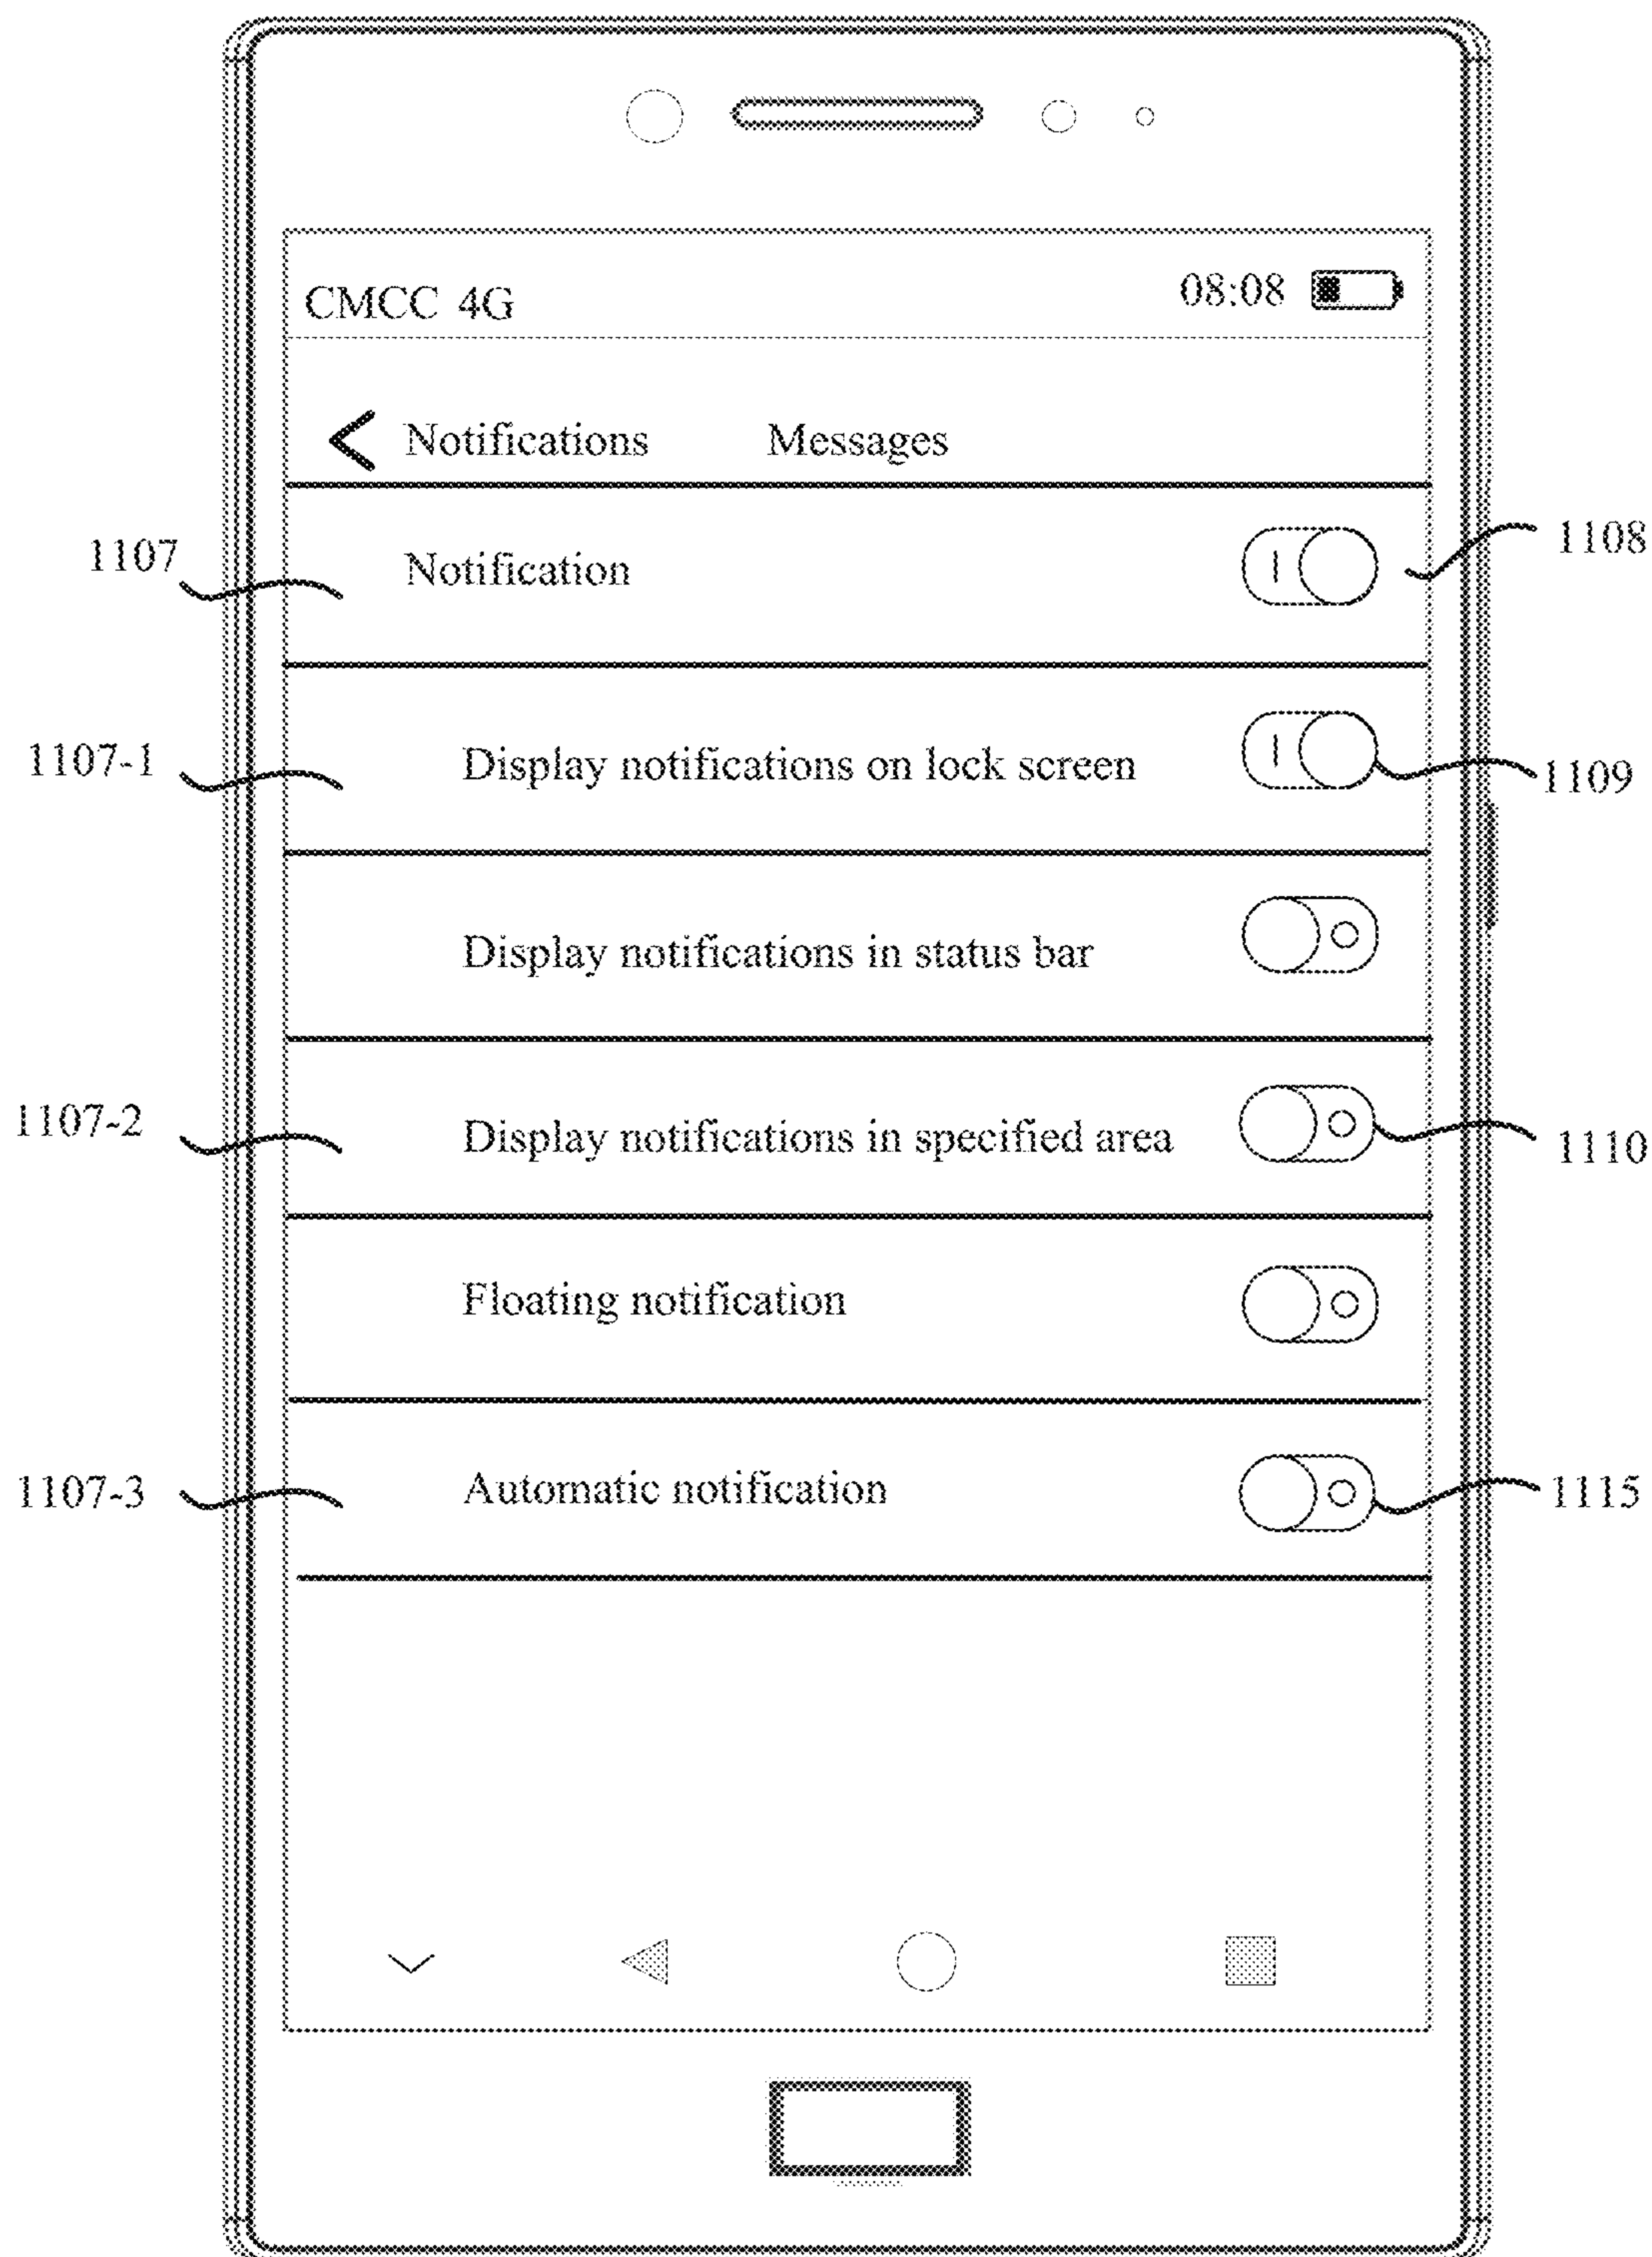 CMCC 4G 08:08
Notifications Messages
1107 Notification 1108
1107-1 Display notifications on lock screen 1109
Display notifications in status bar
1107-2 Display notifications in specified area 1110
Floating notification
1107-3 Automatic notification 1115